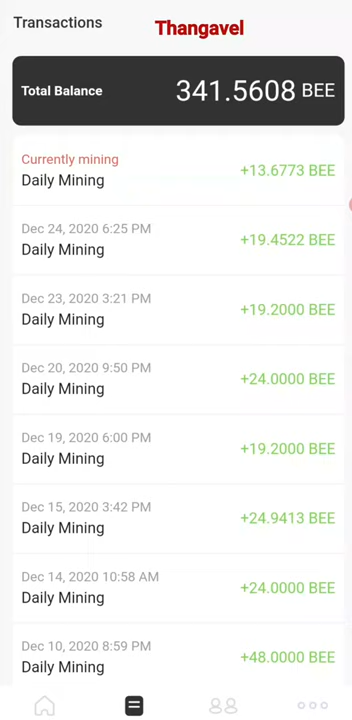 Transactions
Thangavel
Total Balance
341.5608 BEE
Currently mining
Daily Mining
+13.6773 BEE
Dec 24, 2020 6:25 PM
Daily Mining
+19.4522 BEE
Dec 23, 2020 3:21 PM
Daily Mining
+19.2000 BEE
Dec 20, 2020 9:50 PM
Daily Mining
+24.0000 BEE
Dec 19, 2020 6:00 PM
Daily Mining
+19.2000 BEE
Dec 15, 2020 3:42 PM
Daily Mining
+24.9413 BEE
Dec 14, 2020 10:58 AM
Daily Mining
+24.0000 BEE
Dec 10, 2020 8:59 PM
Daily Mining
+48.0000 BEE